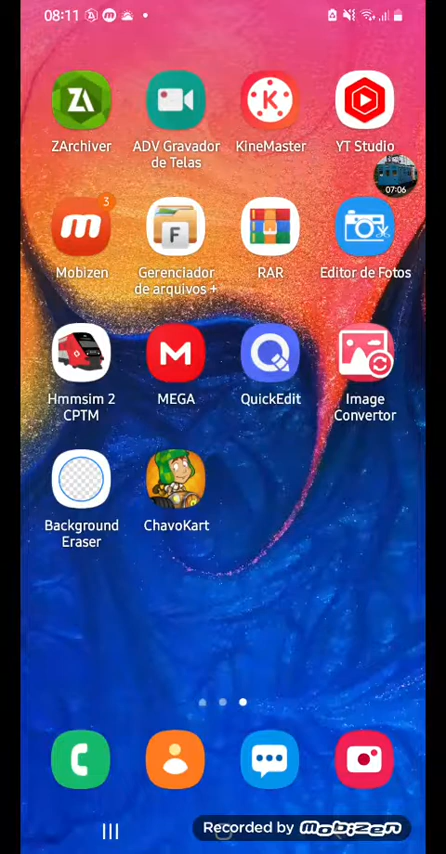 08:11
ZArchiver
ADV Gravador
de Telas
KineMaster
YT Studio
07:06
3
Mobizen
Gerenciador
de arquivos +
RAR
Editor de Fotos
Hmmsim 2
CPTM
MEGA
QuickEdit
Image
Convertor
Background
Eraser
ChavoKart
Recorded by Mobizen